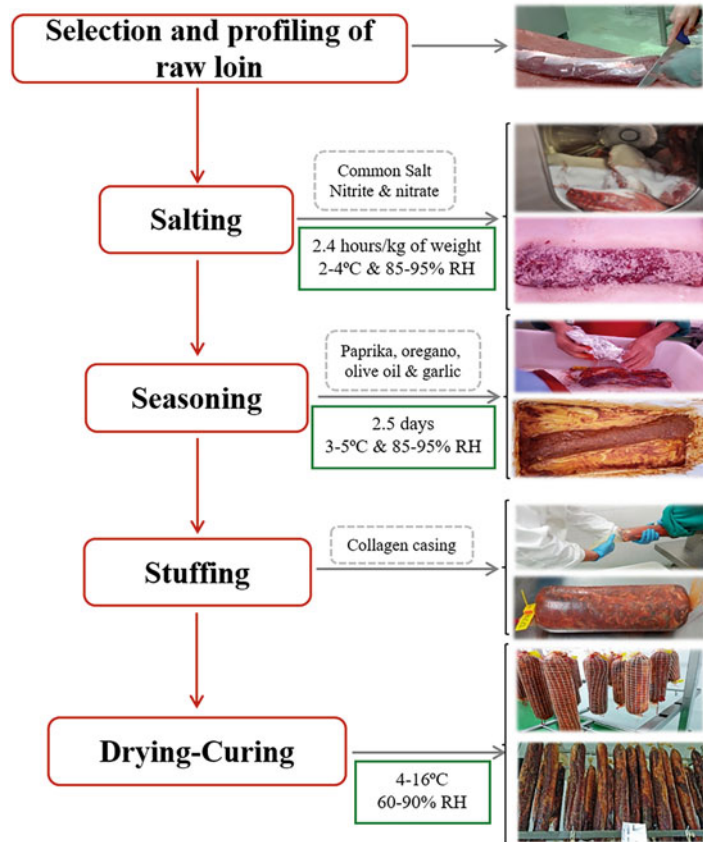 Selection and profiling of
raw loin
Common Salt
Nitrite & nitrate
Salting
2.4 hours/kg of weight
2-4ºC & 85-95% RH
Paprika, oregano,
olive oil & garlic
Seasoning
2.5 days
3-5ºC & 85-95% RH
Collagen casing
Stuffing
Drying-Curing
4-16ºC
60-90% RH